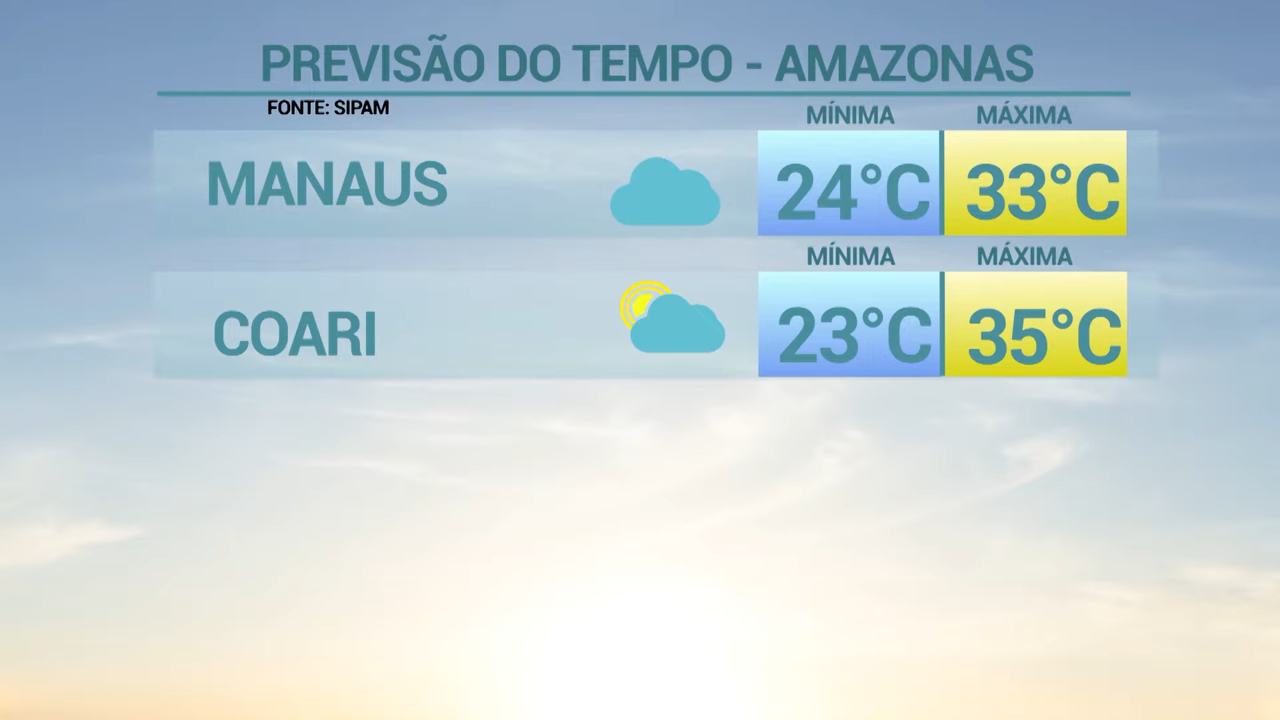 PREVISÃO DO TEMPO - AMAZONAS
FONTE: SIPAM
MÍNIMA MÁXIMA
MANAUS 24°C 33°C
MÍNIMA MÁXIMA
COARI 23°C 35°C